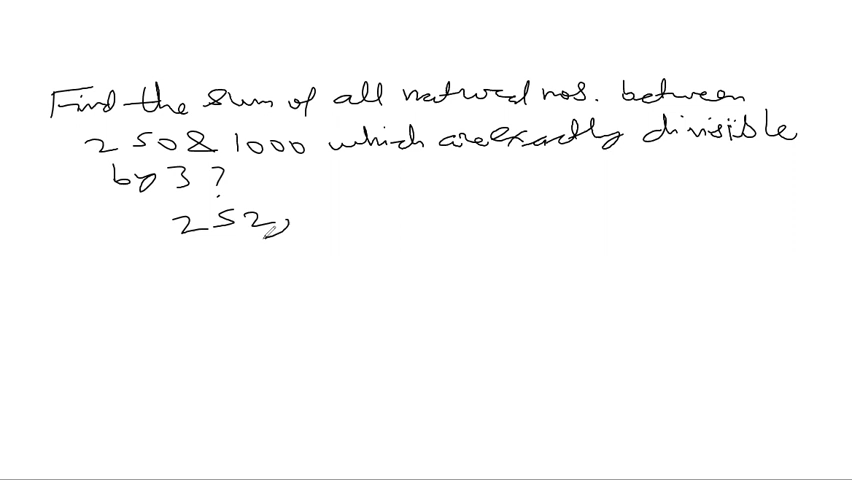 Find the sum of all natural nos. between
250 & 1000 which are exactly divisible
by 3 ?
252,